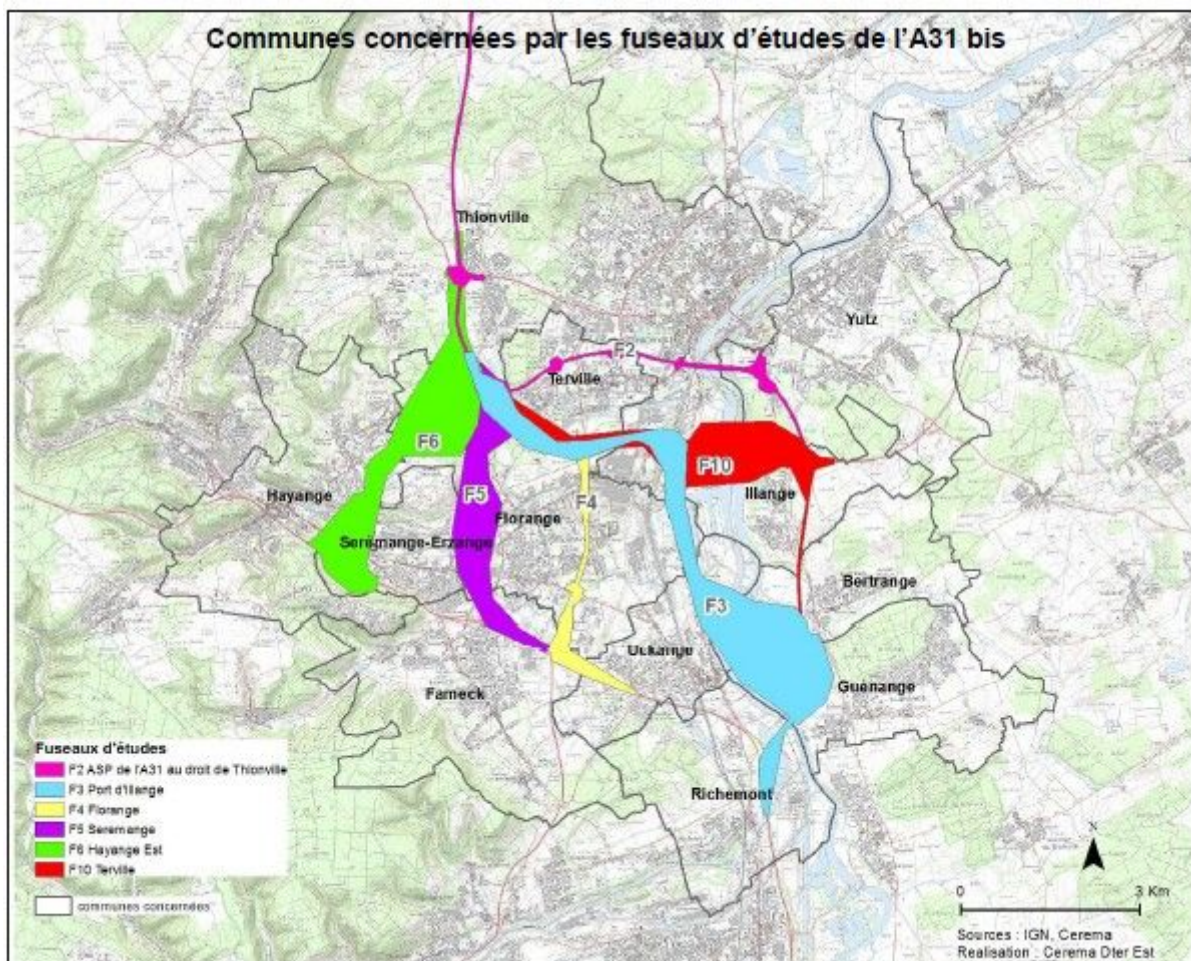 Communes concernées par les fuseaux d'études de l'A31 bis
Thionville
Yutz
F2
Terville
F6
F10
Hayange
F5
F4
Illange
Florange
Seremange-Erzange
Bertrange
F3
Uckange
Guenange
Fameck
Richemont
Fuseaux d'études
F2 ASP de l'A31 au droit de Thionville
F3 Port d'Illange
F4 Florange
F5 Seremange
F6 Hayange Est
F10 Terville
communes concernées
N
0 3 Km
Sources : IGN, Cerema
Realisation : Cerema Dter Est